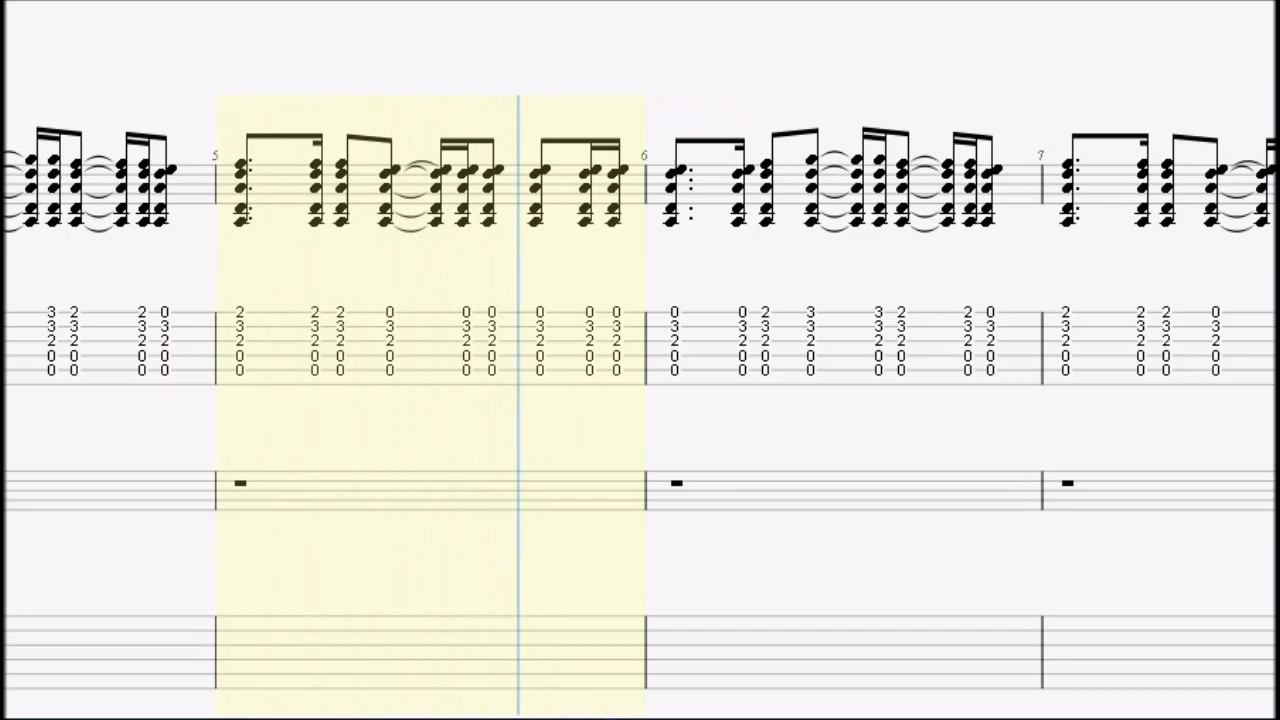 5 6 7
3 2 2 0 2 2 2 0 0 0 0 0 0 0 0 2 3 3 2 2 0 2 2 2 0
3 3 3 3 3 3 3 3 3 3 3 3 3 3 3 3 3 3 3 3 3 3 3 3 3
2 2 2 2 2 2 2 2 2 2 2 2 2 2 2 2 2 2 2 2 2 2 2 2 2
0 0 0 0 0 0 0 0 0 0 0 0 0 0 0 0 0 0 0 0 0 0 0 0 0
0 0 0 0 0 0 0 0 0 0 0 0 0 0 0 0 0 0 0 0 0 0 0 0 0